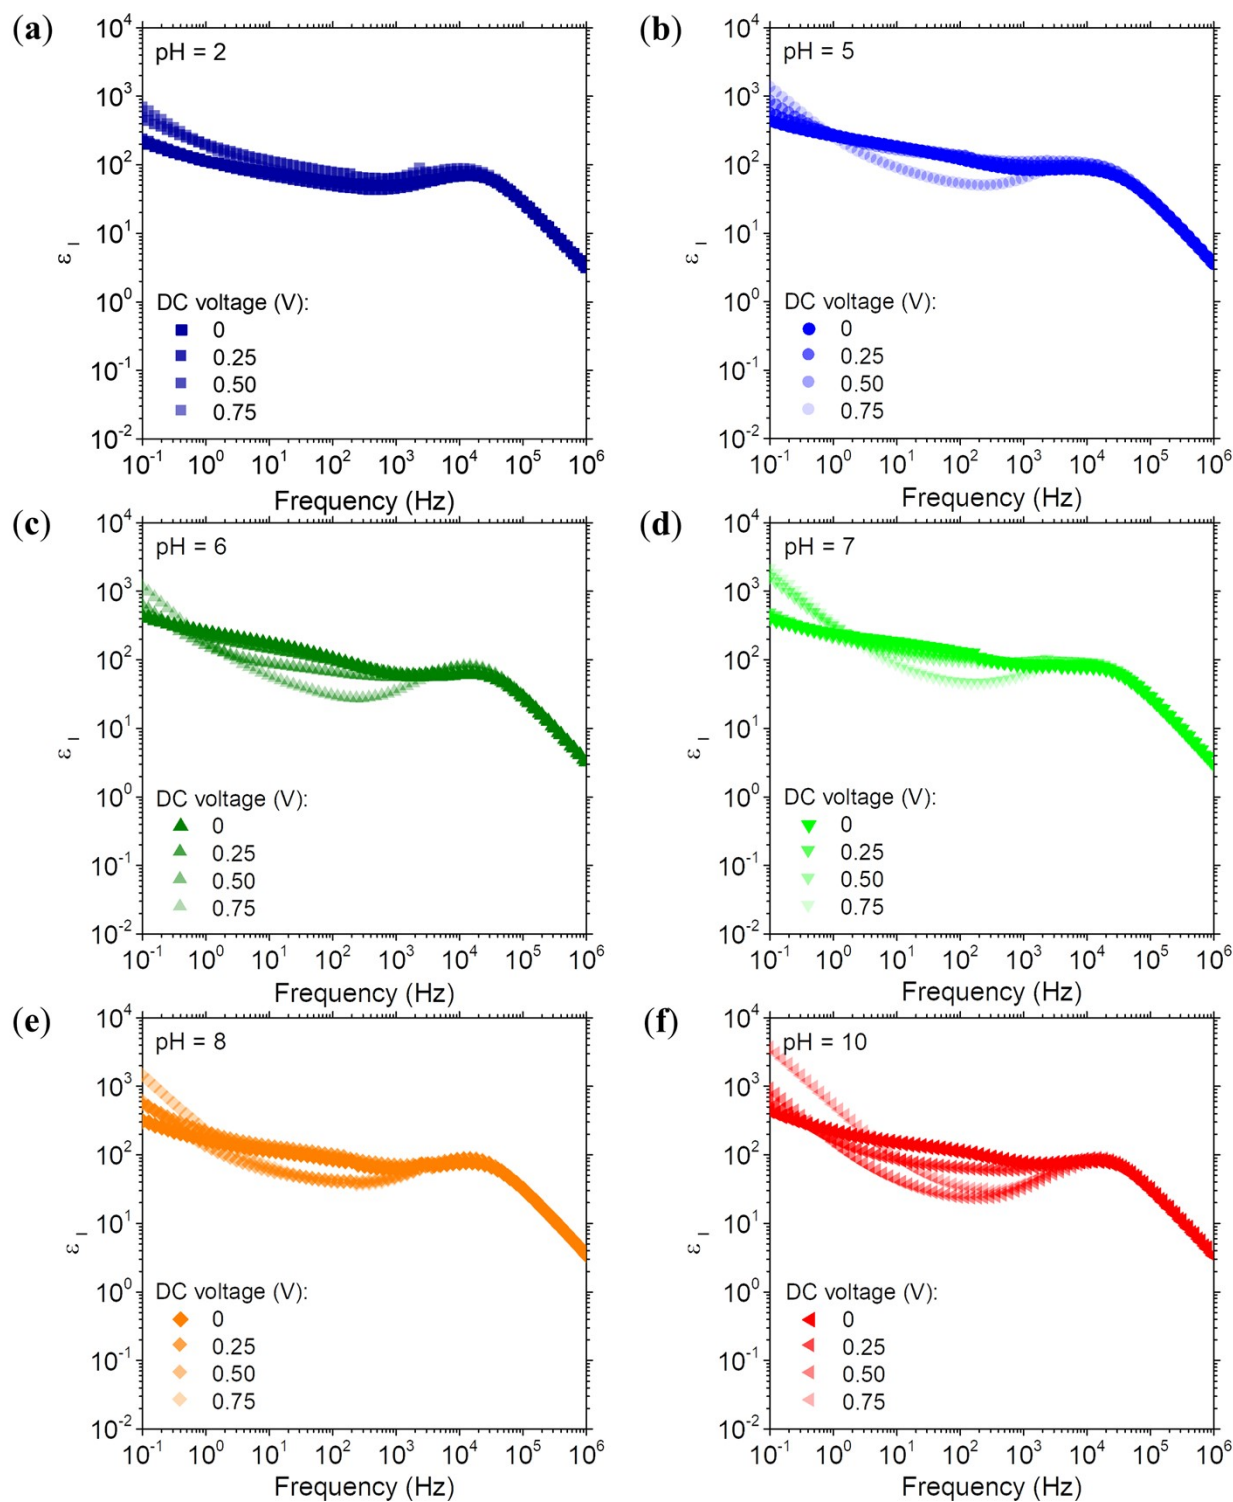 (a)
pH = 2
10⁴
10³
10²
10¹
10⁰
10⁻¹
10⁻²
ε I
DC voltage (V):
0
0.25
0.50
0.75
10⁻¹ 10⁰ 10¹ 10² 10³ 10⁴ 10⁵ 10⁶
Frequency (Hz)
(b)
pH = 5
10⁴
10³
10²
10¹
10⁰
10⁻¹
10⁻²
ε I
DC voltage (V):
0
0.25
0.50
0.75
10⁻¹ 10⁰ 10¹ 10² 10³ 10⁴ 10⁵ 10⁶
Frequency (Hz)
(c)
pH = 6
10⁴
10³
10²
10¹
10⁰
10⁻¹
10⁻²
ε I
DC voltage (V):
0
0.25
0.50
0.75
10⁻¹ 10⁰ 10¹ 10² 10³ 10⁴ 10⁵ 10⁶
Frequency (Hz)
(d)
pH = 7
10⁴
10³
10²
10¹
10⁰
10⁻¹
10⁻²
ε I
DC voltage (V):
0
0.25
0.50
0.75
10⁻¹ 10⁰ 10¹ 10² 10³ 10⁴ 10⁵ 10⁶
Frequency (Hz)
(e)
pH = 8
10⁴
10³
10²
10¹
10⁰
10⁻¹
10⁻²
ε I
DC voltage (V):
0
0.25
0.50
0.75
10⁻¹ 10⁰ 10¹ 10² 10³ 10⁴ 10⁵ 10⁶
Frequency (Hz)
(f)
pH = 10
10⁴
10³
10²
10¹
10⁰
10⁻¹
10⁻²
ε I
DC voltage (V):
0
0.25
0.50
0.75
10⁻¹ 10⁰ 10¹ 10² 10³ 10⁴ 10⁵ 10⁶
Frequency (Hz)